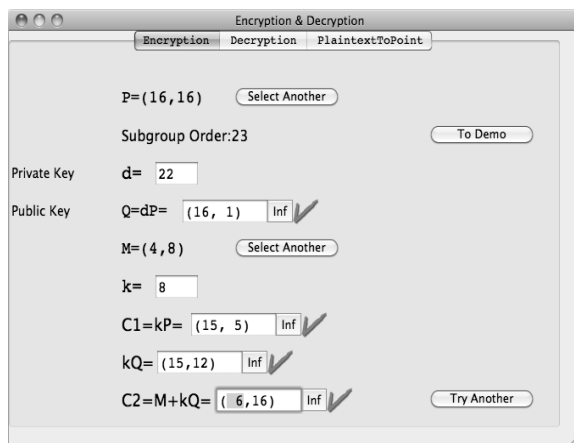 Encryption & Decryption
Encryption Decryption PlaintextToPoint
P=(16,16) Select Another
Subgroup Order:23 To Demo
Private Key d= 22
Public Key Q=dP= (16, 1) Inf
M=(4,8) Select Another
k= 8
C1=kP= (15, 5) Inf
kQ= (15,12) Inf
C2=M+kQ= ( 6,16) Inf Try Another